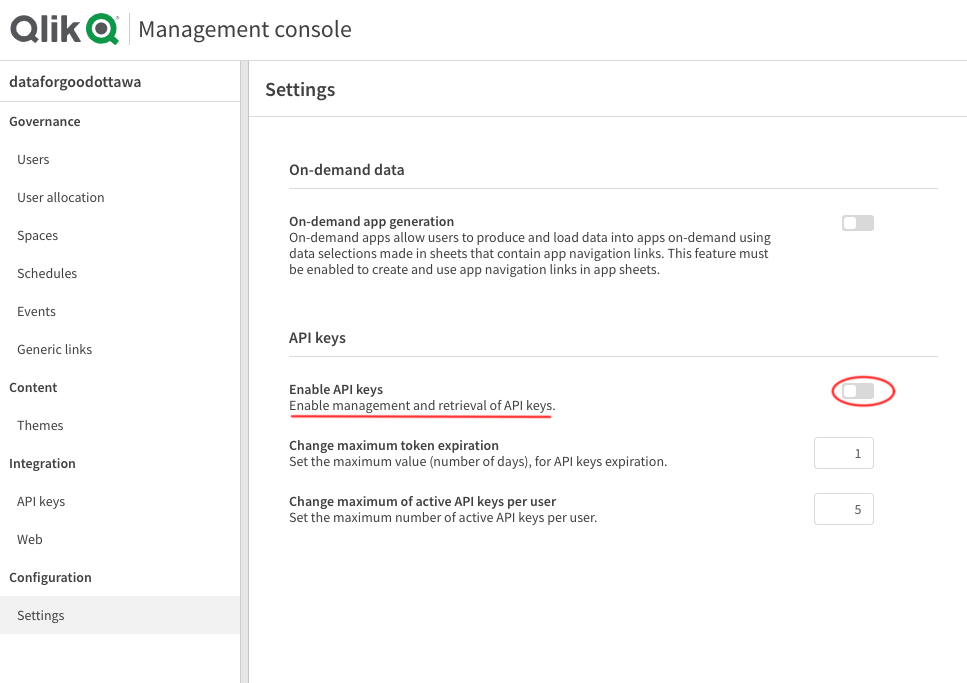 Qlik Management console
dataforgoodottawa
Governance
Users
User allocation
Spaces
Schedules
Events
Generic links
Content
Themes
Integration
API keys
Web
Configuration
Settings
Settings
On-demand data
On-demand app generation
On-demand apps allow users to produce and load data into apps on-demand using
data selections made in sheets that contain app navigation links. This feature must
be enabled to create and use app navigation links in app sheets.
API keys
Enable API keys
Enable management and retrieval of API keys.
Change maximum token expiration
Set the maximum value (number of days), for API keys expiration.
1
Change maximum of active API keys per user
Set the maximum number of active API keys per user.
5